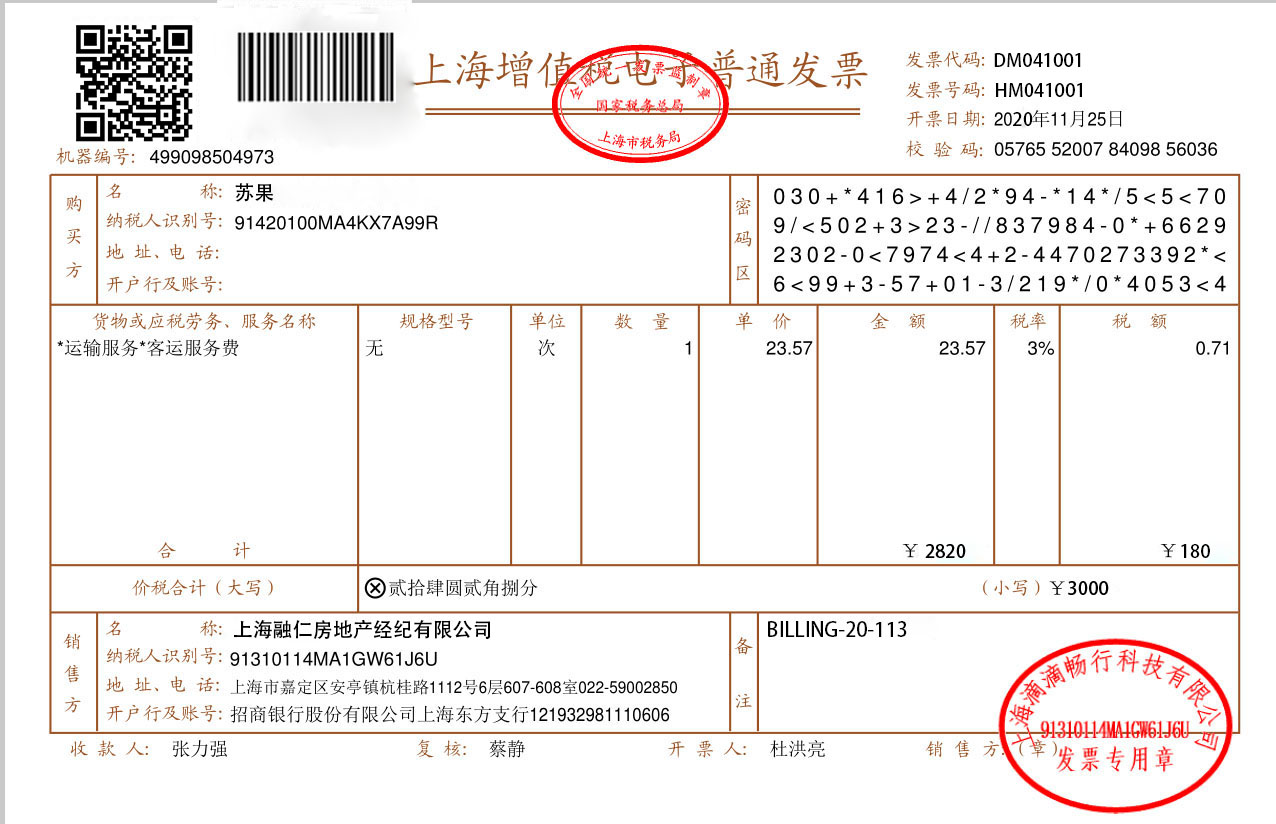 上海增值税电子普通发票
全国统一发票监制章
国家税务总局
上海市税务局
发票代码: DM041001
发票号码: HM041001
开票日期: 2020年11月25日
校 验 码: 05765 52007 84098 56036
机器编号: 499098504973
购买方
名 称: 苏果
纳税人识别号: 91420100MA4KX7A99R
地 址、电 话:
开户行及账号:
密码区
030+*416>+4/2*94-*14*/5<5<70
9/<502+3>23-//837984-0*+6629
2302-0<7974<4+2-4470273392*<
6<99+3-57+01-3/219*/0*4053<4
货物或应税劳务、服务名称 规格型号 单位 数 量 单 价 金 额 税率 税 额
*运输服务*客运服务费 无 次 1 23.57 23.57 3% 0.71
合 计 ￥2820 ￥180
价税合计（大写） ⊗贰拾肆圆贰角捌分 （小写）￥3000
销售方
名 称: 上海融仁房地产经纪有限公司
纳税人识别号: 91310114MA1GW61J6U
地 址、电 话: 上海市嘉定区安亭镇杭桂路1112号6层607-608室022-59002850
开户行及账号: 招商银行股份有限公司上海东方支行121932981110606
备注
BILLING-20-113
收 款 人: 张力强 复 核: 蔡静 开 票 人: 杜洪亮 销 售 方:（章）
上海滴滴畅行科技有限公司
91310114MA1GW61J6U
发票专用章